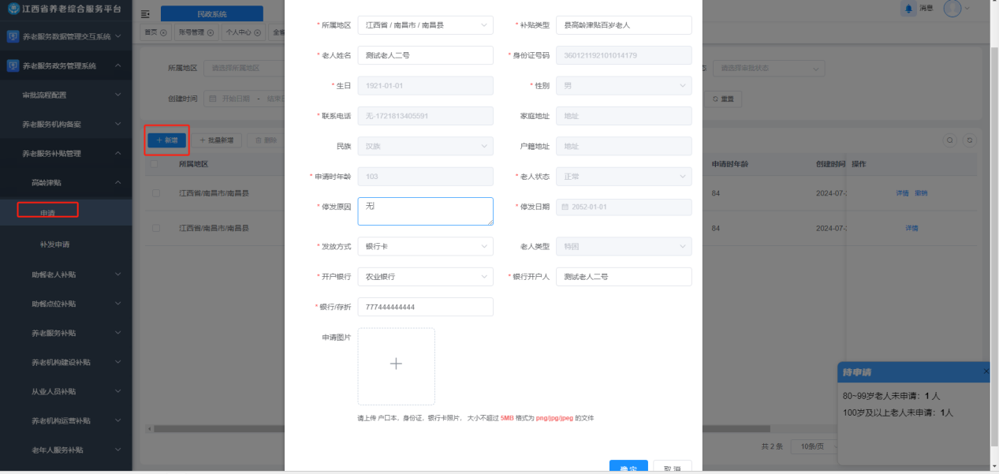 江西省养老综合服务平台
民政系统
消息
养老服务数据管理交互系统
首页
账号管理
个人中心
养老服务政务管理系统
审批流程配置
养老服务机构备案
养老服务补贴管理
高龄津贴
申请
补发申请
助餐老人补贴
助餐点位补贴
养老服务补贴
养老机构建设补贴
从业人员补贴
养老机构运营补贴
老年人服务补贴
所属地区 请选择所属地区
请选择审批状态
创建时间 开始日期 - 结束日
重置
+ 新增 + 批量新增 删除
所属地区 申请时年龄 创建时间 操作
江西省/南昌市/南昌县 84 2024-07- 详情 撤销
江西省/南昌市/南昌县 84 2024-07- 详情
共 2 条 10条/页
* 所属地区 江西省 / 南昌市 / 南昌县 * 补贴类型 县高龄津贴百岁老人
* 老人姓名 测试老人二号 * 身份证号码 360121192101014179
* 生日 1921-01-01 * 性别 男
* 联系电话 无-1721813405591 家庭地址 地址
民族 汉族 户籍地址 地址
* 申请时年龄 103 * 老人状态 正常
* 停发原因 无 * 停发日期 2052-01-01
* 发放方式 银行卡 老人类型 特困
* 开户银行 农业银行 * 银行开户人 测试老人二号
* 银行/存折 777444444444
申请图片
请上传 户口本、身份证、银行卡照片， 大小不超过 5MB 格式为 png/jpg/jpeg 的文件
确 定 取 消
待申请
80~99岁老人未申请：1 人
100岁及以上老人未申请：1人